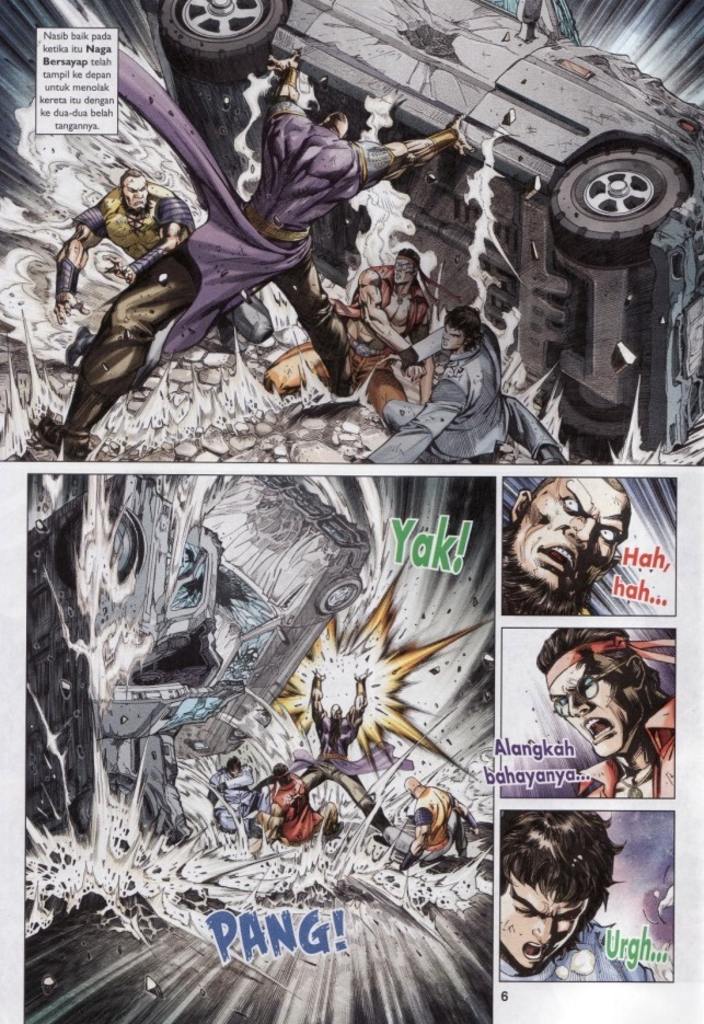 Nasib baik pada
ketika itu Naga
Bersayap telah
tampil ke depan
untuk menolak
kereta itu dengan
ke dua-dua belah
tangannya.
Yak!
PANG!
Hah,
hah...
Alangkah
bahayanya...
Urgh...
6